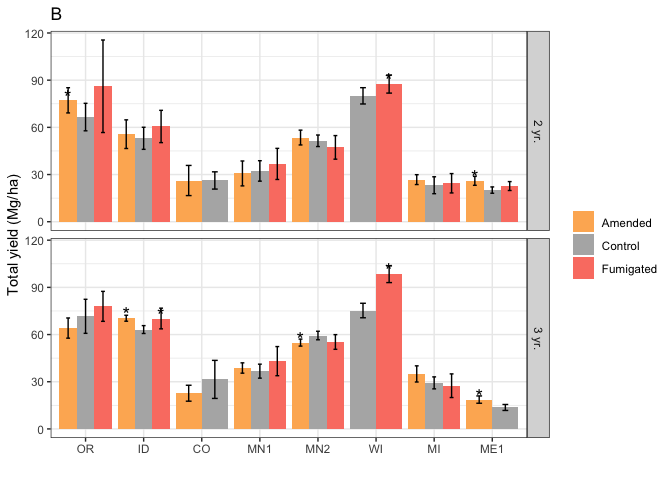 B
Total yield (Mg/ha)
120
90
60
30
0
2 yr.
120
90
60
30
0
3 yr.
* * * * * * * *
OR ID CO MN1 MN2 WI MI ME1
Amended
Control
Fumigated